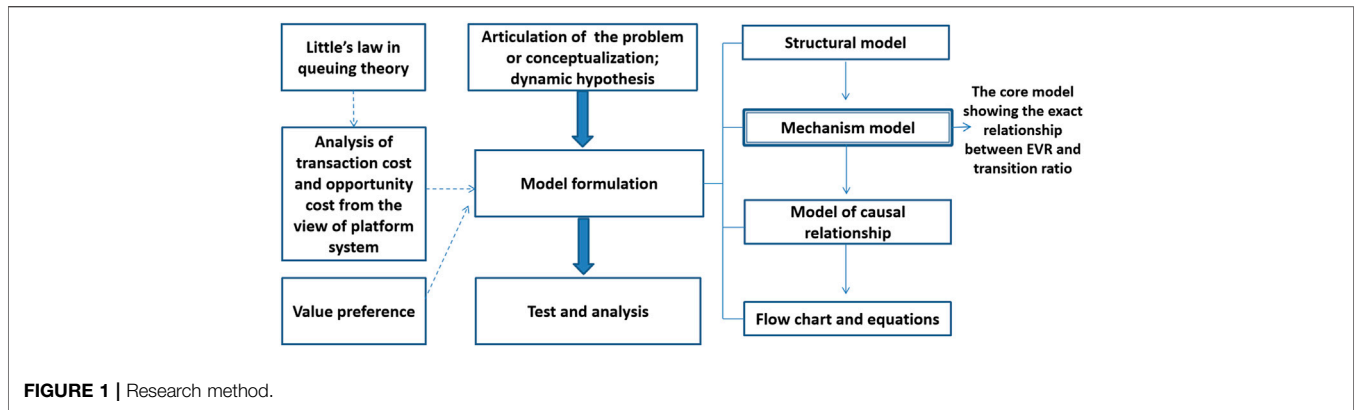 Little's law in
queuing theory
Analysis of
transaction cost
and opportunity
cost from the
view of platform
system
Value preference
Articulation of the problem
or conceptualization;
dynamic hypothesis
Model formulation
Test and analysis
Structural model
Mechanism model
The core model
showing the exact
relationship
between EVR and
transition ratio
Model of causal
relationship
Flow chart and equations
FIGURE 1 | Research method.